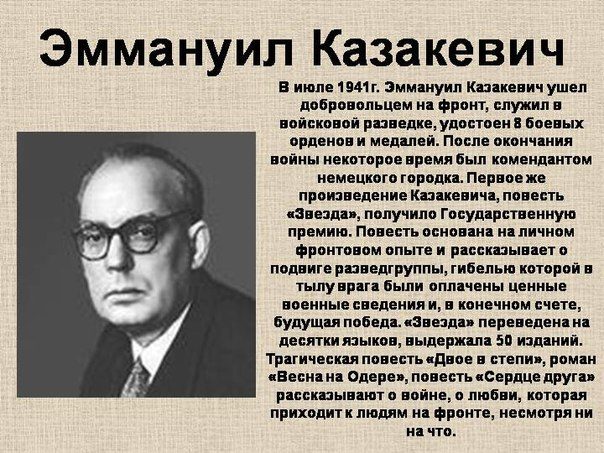 Эммануил Казакевич
В июле 1941г. Эммануил Казакевич ушел
добровольцем на фронт, служил в
войсковой разведке, удостоен 8 боевых
орденов и медалей. После окончания
войны некоторое время был комендантом
немецкого городка. Первое же
произведение Казакевича, повесть
«Звезда», получило Государственную
премию. Повесть основана на личном
фронтовом опыте и рассказывает о
подвиге разведгруппы, гибелью которой в
тылу врага были оплачены ценные
военные сведения и, в конечном счете,
будущая победа. «Звезда» переведена на
десятки языков, выдержала 50 изданий.
Трагическая повесть «Двое в степи», роман
«Весна на Одере», повесть «Сердце друга»
рассказывают о войне, о любви, которая
приходит к людям на фронте, несмотря ни
на что.